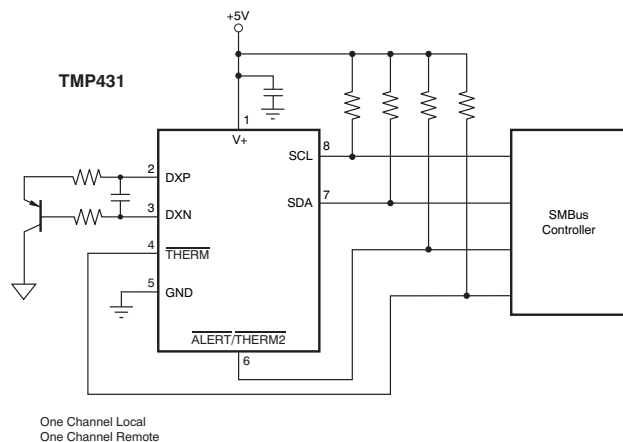 +5V
TMP431
1
V+
8
SCL
2
DXP
7
SDA
3
DXN
SMBus
Controller
4
THERM
5
GND
ALERT/THERM2
6
One Channel Local
One Channel Remote